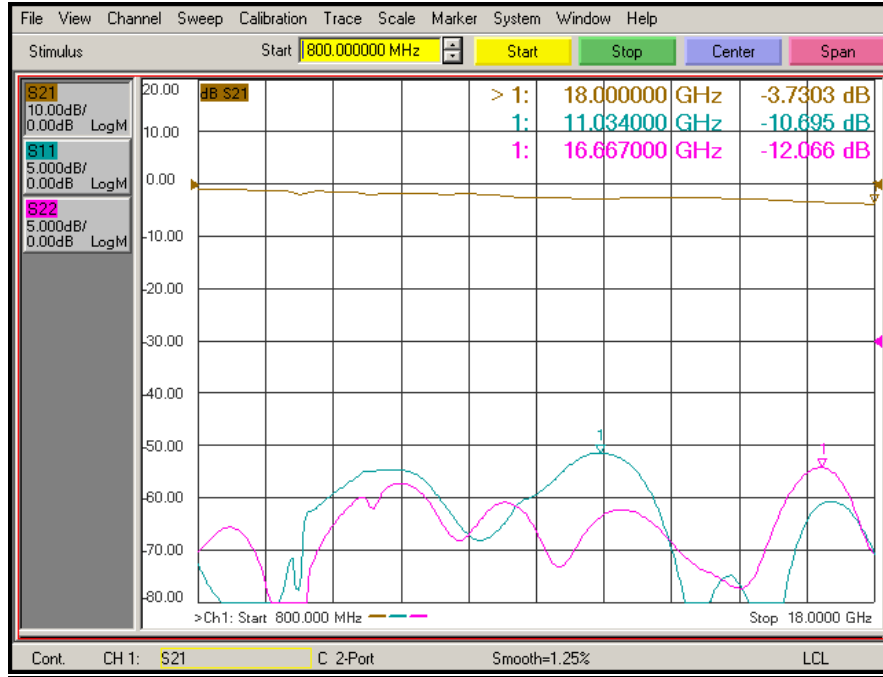 File View Channel Sweep Calibration Trace Scale Marker System Window Help
Stimulus Start 800.000000 MHz Start Stop Center Span
S21
10.00dB/
0.00dB LogM
S11
5.000dB/
0.00dB LogM
S22
5.000dB/
0.00dB LogM
20.00
10.00
0.00
-10.00
-20.00
-30.00
-40.00
-50.00
-60.00
-70.00
-80.00
dB S21
> 1: 18.000000 GHz -3.7303 dB
1: 11.034000 GHz -10.695 dB
1: 16.667000 GHz -12.066 dB
1
1
>Ch1: Start 800.000 MHz Stop 18.0000 GHz
Cont. CH 1: S21 C 2-Port Smooth=1.25% LCL